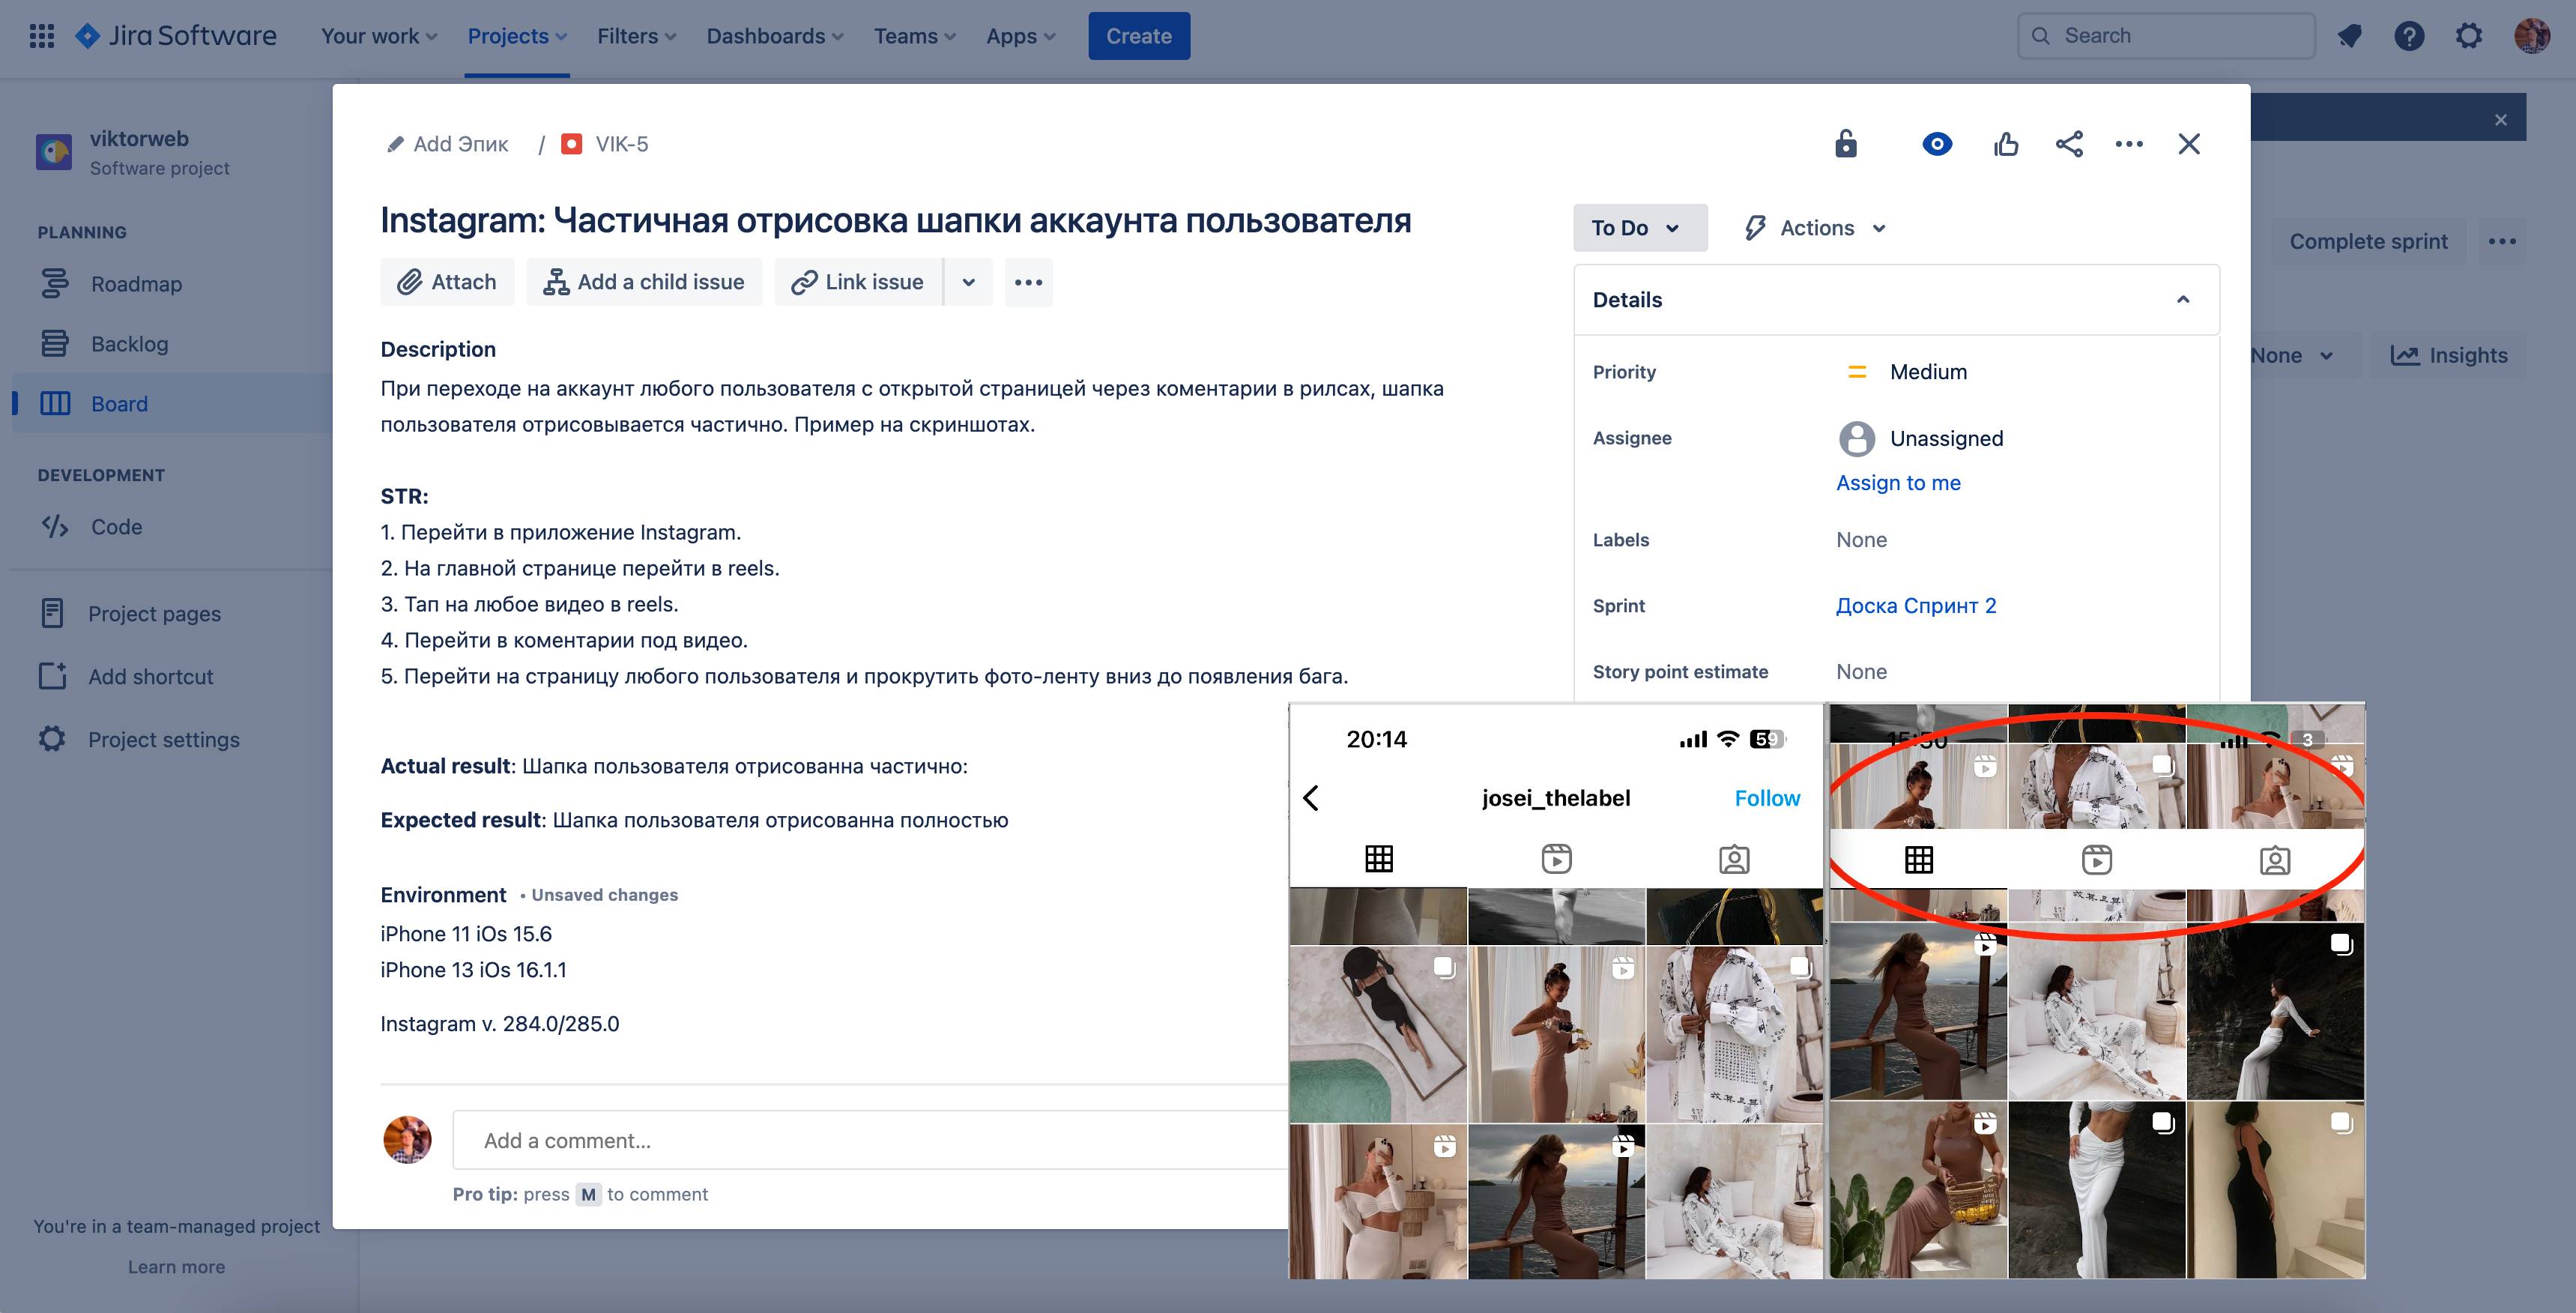 Jira Software
Your work
Projects
Filters
Dashboards
Teams
Apps
Create
Search
viktorweb
Software project
PLANNING
Roadmap
Backlog
Board
DEVELOPMENT
Code
Project pages
Add shortcut
Project settings
You're in a team-managed project
Learn more
Add Эпик / VIK-5
Instagram: Частичная отрисовка шапки аккаунта пользователя
Attach
Add a child issue
Link issue
Description
При переходе на аккаунт любого пользователя с открытой страницей через коментарии в рилсах, шапка
пользователя отрисовывается частично. Пример на скриншотах.
STR:
1. Перейти в приложение Instagram.
2. На главной странице перейти в reels.
3. Тап на любое видео в reels.
4. Перейти в коментарии под видео.
5. Перейти на страницу любого пользователя и прокрутить фото-ленту вниз до появления бага.
Actual result: Шапка пользователя отрисованна частично:
Expected result: Шапка пользователя отрисованна полностью
Environment • Unsaved changes
iPhone 11 iOs 15.6
iPhone 13 iOs 16.1.1
Instagram v. 284.0/285.0
Add a comment...
Pro tip: press M to comment
To Do
Actions
Details
Priority
Medium
Assignee
Unassigned
Assign to me
Labels
None
Sprint
Доска Спринт 2
Story point estimate
None
Complete sprint
None
Insights
20:14
59
josei_thelabel
Follow
15:50
3